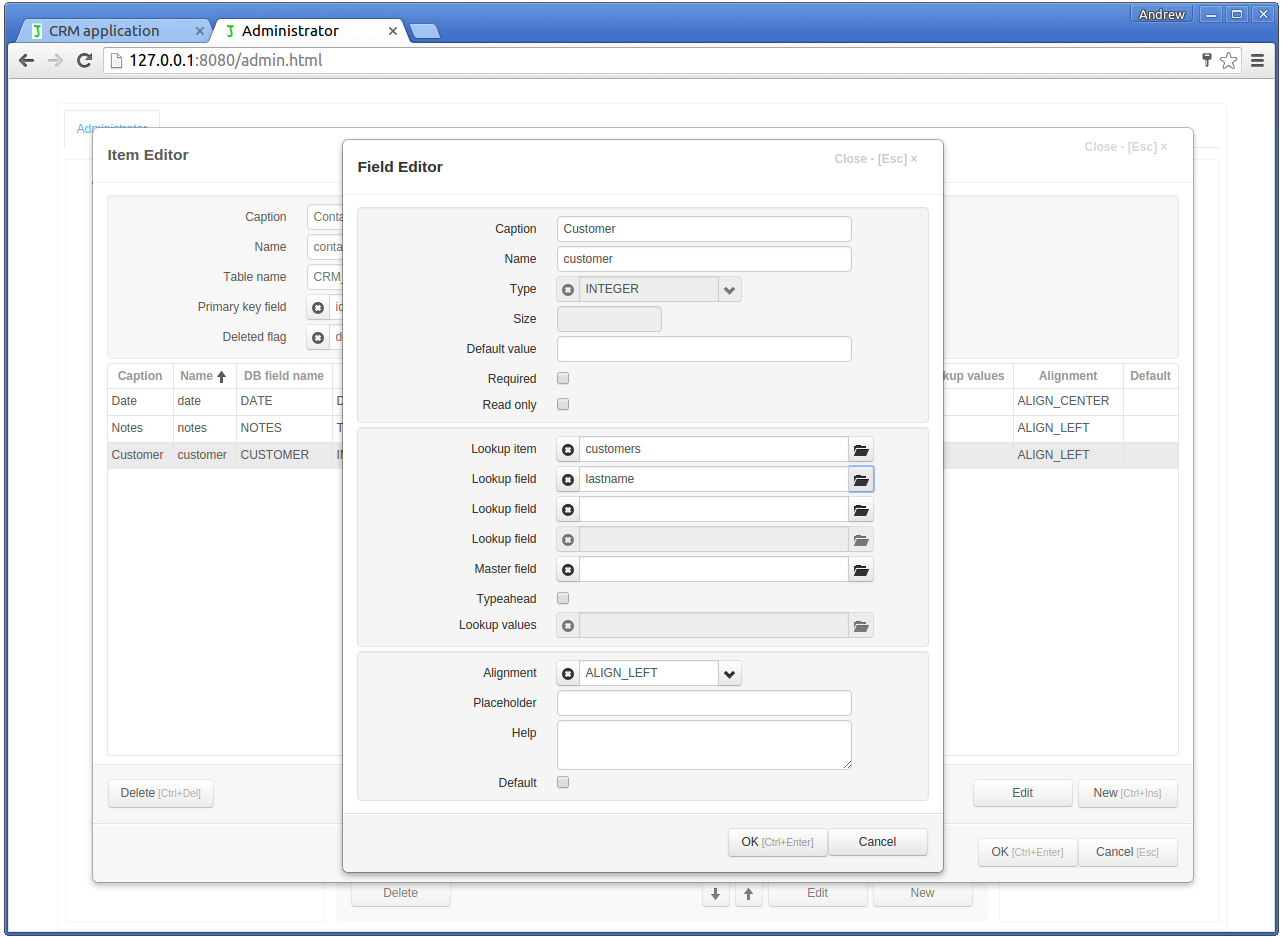 Andrew
CRM application × Administrator ×
127.0.0.1:8080/admin.html
Administrator
Item Editor
Close - [Esc] ×
Field Editor
Close - [Esc] ×
Caption Conta
Name conta
Table name CRM_
Primary key field
Deleted flag
Caption Name DB field name kup values Alignment Default
Date date DATE D ALIGN_CENTER
Notes notes NOTES ALIGN_LEFT
Customer customer CUSTOMER ALIGN_LEFT
Caption Customer
Name customer
Type INTEGER
Size
Default value
Required
Read only
Lookup item customers
Lookup field lastname
Lookup field
Lookup field
Master field
Typeahead
Lookup values
Alignment ALIGN_LEFT
Placeholder
Help
Default
OK [Ctrl+Enter] Cancel
Delete [Ctrl+Del] Edit New [Ctrl+Ins]
OK [Ctrl+Enter] Cancel [Esc]
Delete Edit New